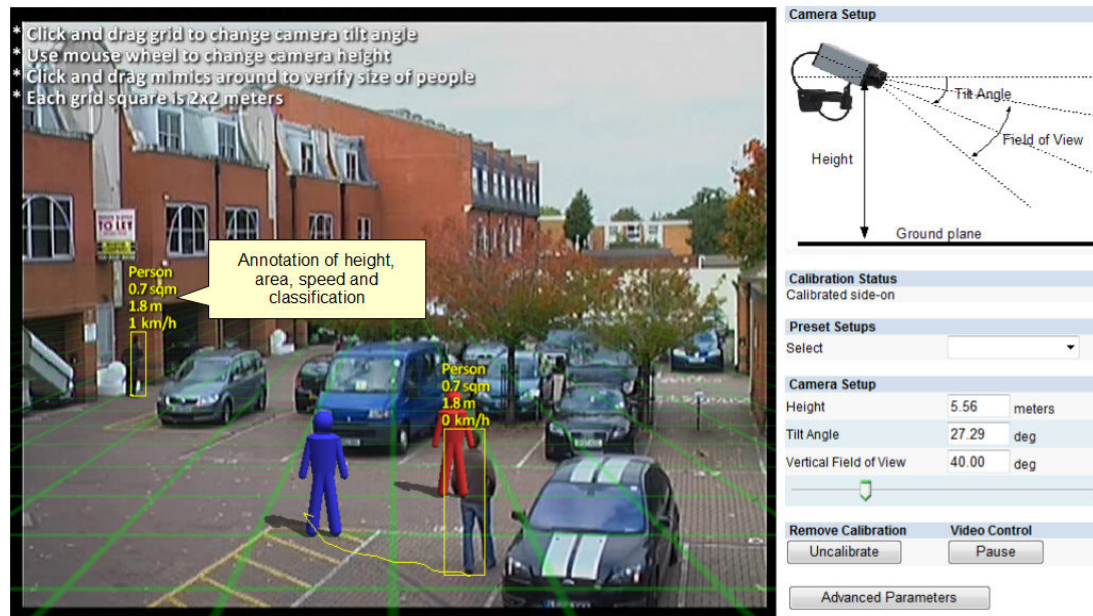 * Click and drag grid to change camera tilt angle
* Use mouse wheel to change camera height
* Click and drag mimics around to verify size of people
* Each grid square is 2x2 meters
TO LET
Person
0.7 sqm
1.8 m
1 km/h
Annotation of height,
area, speed and
classification
Person
0.7 sqm
1.8 m
0 km/h
Camera Setup
Tilt Angle
Field of View
Height
Ground plane
Calibration Status
Calibrated side-on
Preset Setups
Select
Camera Setup
Height 5.56 meters
Tilt Angle 27.29 deg
Vertical Field of View 40.00 deg
Remove Calibration Video Control
Uncalibrate Pause
Advanced Parameters